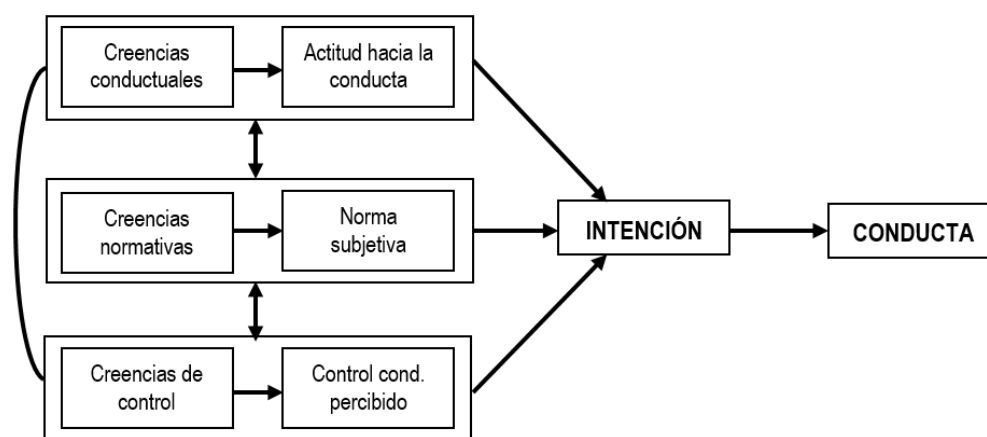 Creencias
conductuales
Actitud hacia la
conducta
Creencias
normativas
Norma
subjetiva
INTENCIÓN
CONDUCTA
Creencias de
control
Control cond.
percibido